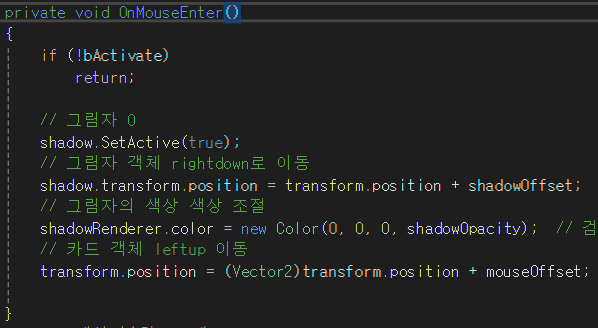 private void OnMouseEnter()
{
if (!bActivate)
return;
// 그림자 O
shadow.SetActive(true);
// 그림자 객체 rightdown로 이동
shadow.transform.position = transform.position + shadowOffset;
// 그림자의 색상 색상 조절
shadowRenderer.color = new Color(0, 0, 0, shadowOpacity); // 검
// 카드 객체 leftup 이동
transform.position = (Vector2)transform.position + mouseOffset;
}